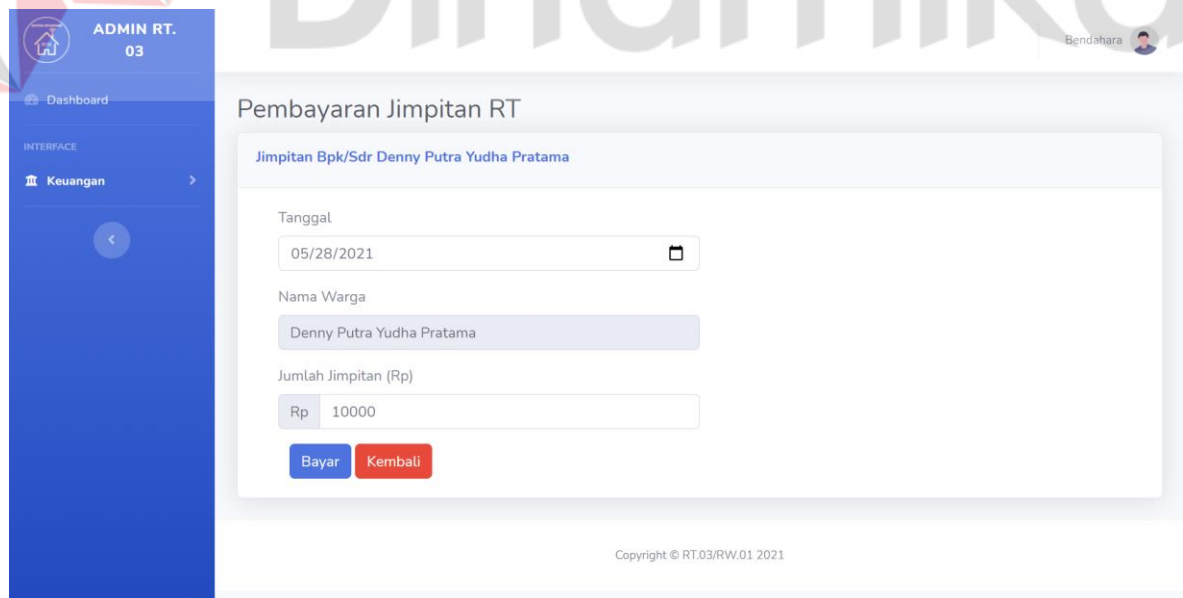 Dinamika
ADMIN RT.
03
Bendahara
Dashboard
Pembayaran Jimpitan RT
INTERFACE
Jimpitan Bpk/Sdr Denny Putra Yudha Pratama
Keuangan
Tanggal
05/28/2021
Nama Warga
Denny Putra Yudha Pratama
Jumlah Jimpitan (Rp)
Rp 10000
Bayar Kembali
Copyright © RT.03/RW.01 2021